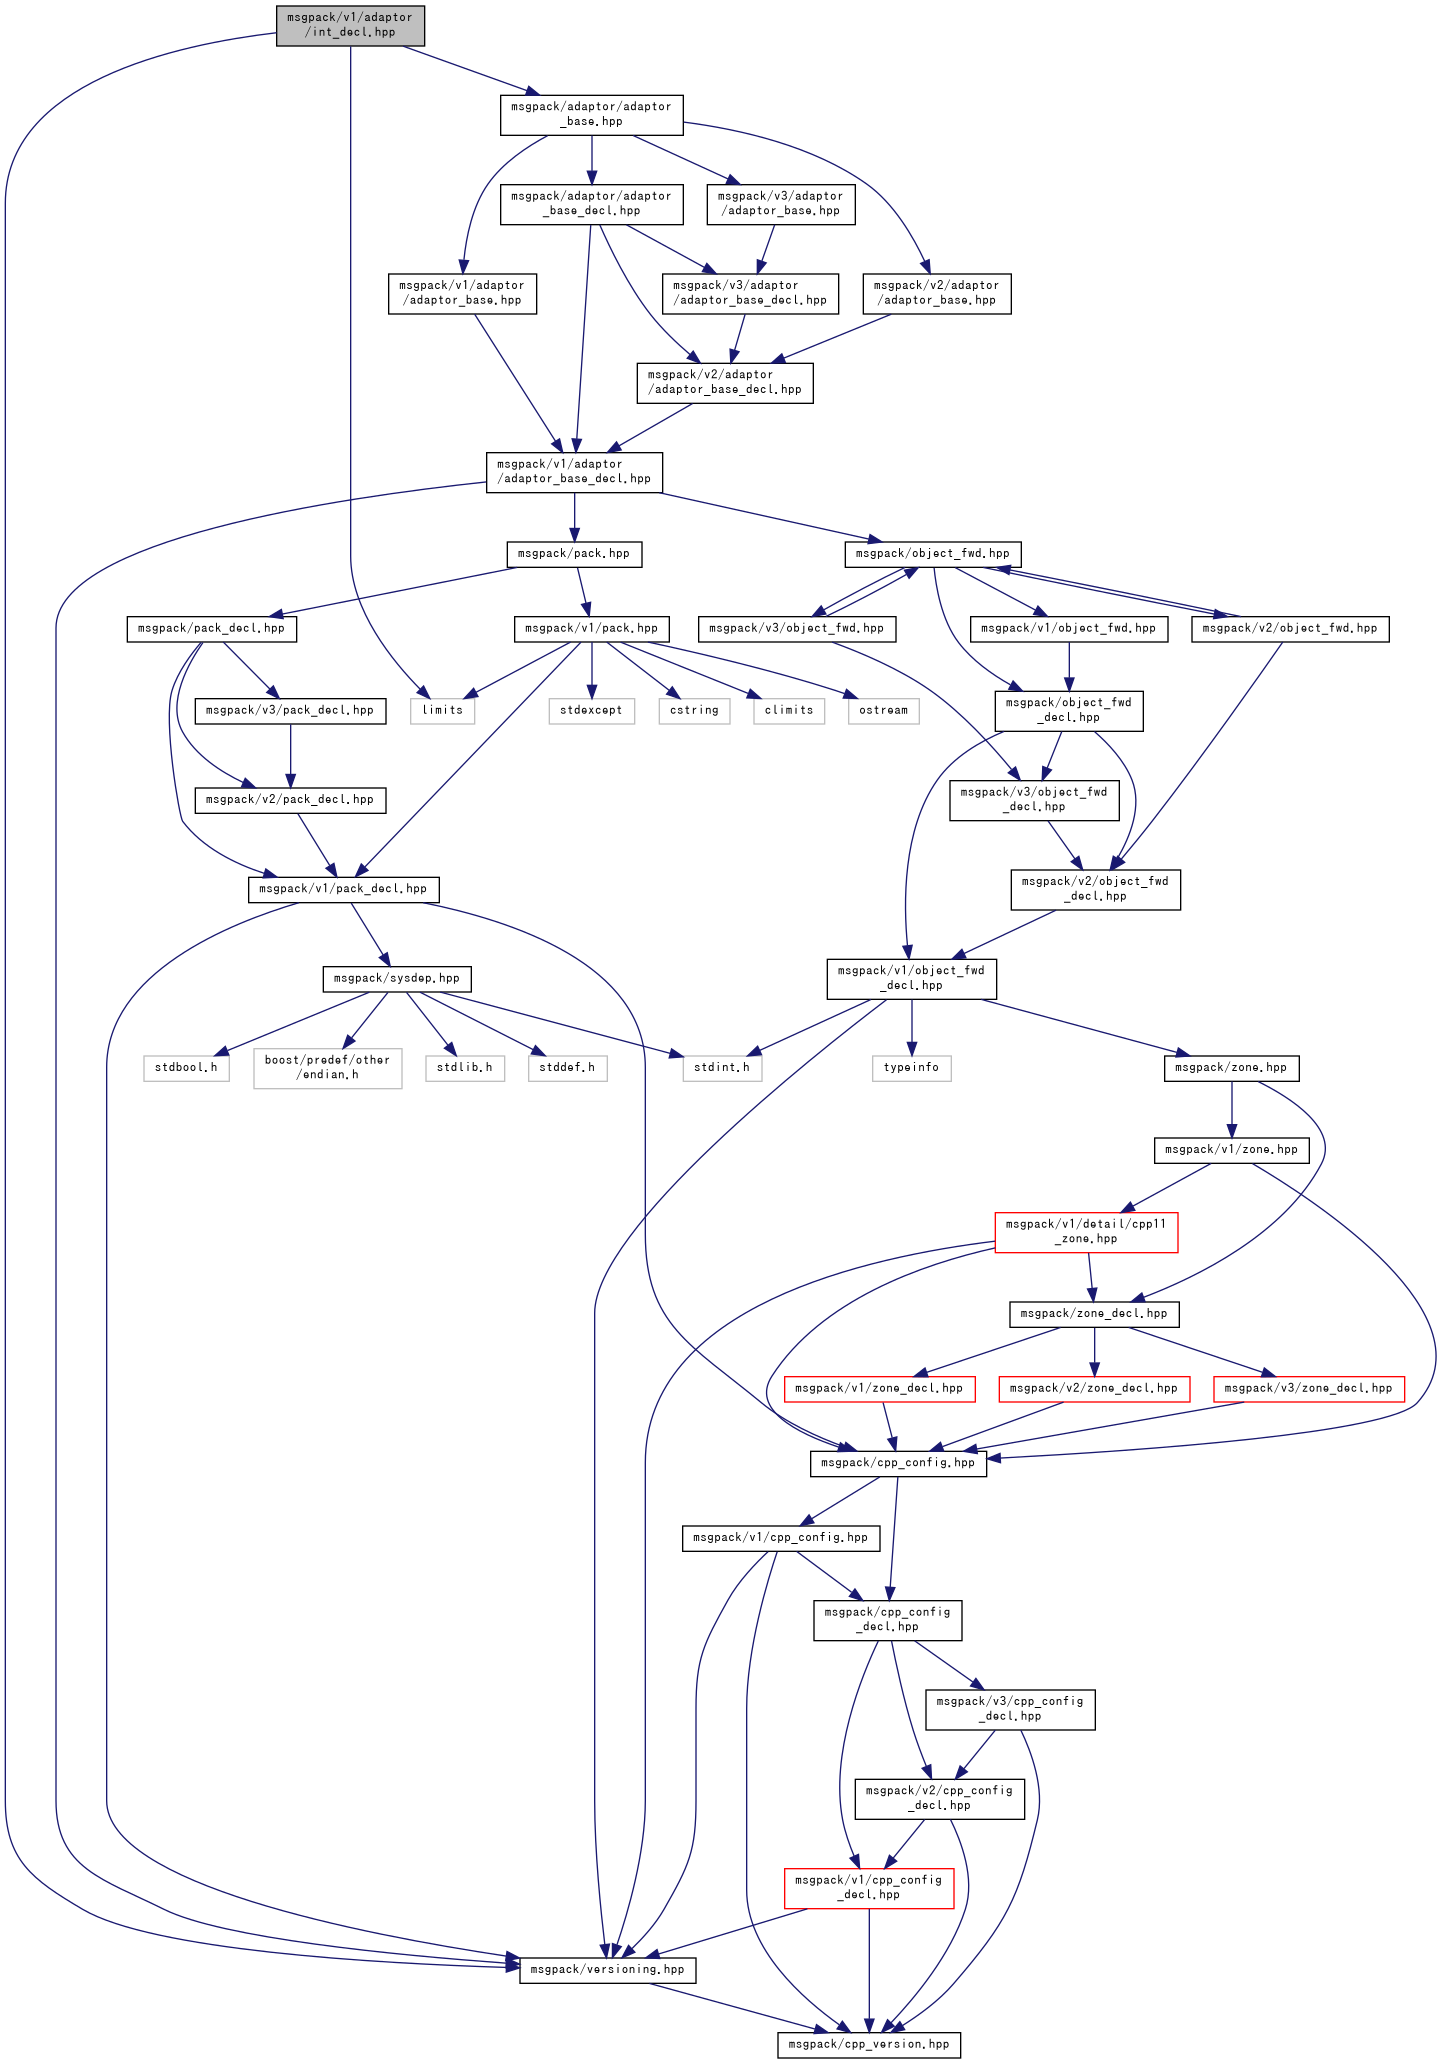 msgpack/v1/adaptor
/int_decl.hpp
msgpack/adaptor/adaptor
_base.hpp
msgpack/adaptor/adaptor
_base_decl.hpp
msgpack/v3/adaptor
/adaptor_base.hpp
msgpack/v1/adaptor
/adaptor_base.hpp
msgpack/v3/adaptor
/adaptor_base_decl.hpp
msgpack/v2/adaptor
/adaptor_base.hpp
msgpack/v2/adaptor
/adaptor_base_decl.hpp
msgpack/v1/adaptor
/adaptor_base_decl.hpp
msgpack/pack.hpp
msgpack/object_fwd.hpp
msgpack/pack_decl.hpp
msgpack/v1/pack.hpp
msgpack/v3/object_fwd.hpp
msgpack/v1/object_fwd.hpp
msgpack/v2/object_fwd.hpp
msgpack/v3/pack_decl.hpp
limits
stdexcept
cstring
climits
ostream
msgpack/object_fwd
_decl.hpp
msgpack/v2/pack_decl.hpp
msgpack/v3/object_fwd
_decl.hpp
msgpack/v1/pack_decl.hpp
msgpack/v2/object_fwd
_decl.hpp
msgpack/sysdep.hpp
msgpack/v1/object_fwd
_decl.hpp
stdbool.h
boost/predef/other
/endian.h
stdlib.h
stddef.h
stdint.h
typeinfo
msgpack/zone.hpp
msgpack/v1/zone.hpp
msgpack/v1/detail/cpp11
_zone.hpp
msgpack/zone_decl.hpp
msgpack/v1/zone_decl.hpp
msgpack/v2/zone_decl.hpp
msgpack/v3/zone_decl.hpp
msgpack/cpp_config.hpp
msgpack/v1/cpp_config.hpp
msgpack/cpp_config
_decl.hpp
msgpack/v3/cpp_config
_decl.hpp
msgpack/v2/cpp_config
_decl.hpp
msgpack/v1/cpp_config
_decl.hpp
msgpack/versioning.hpp
msgpack/cpp_version.hpp